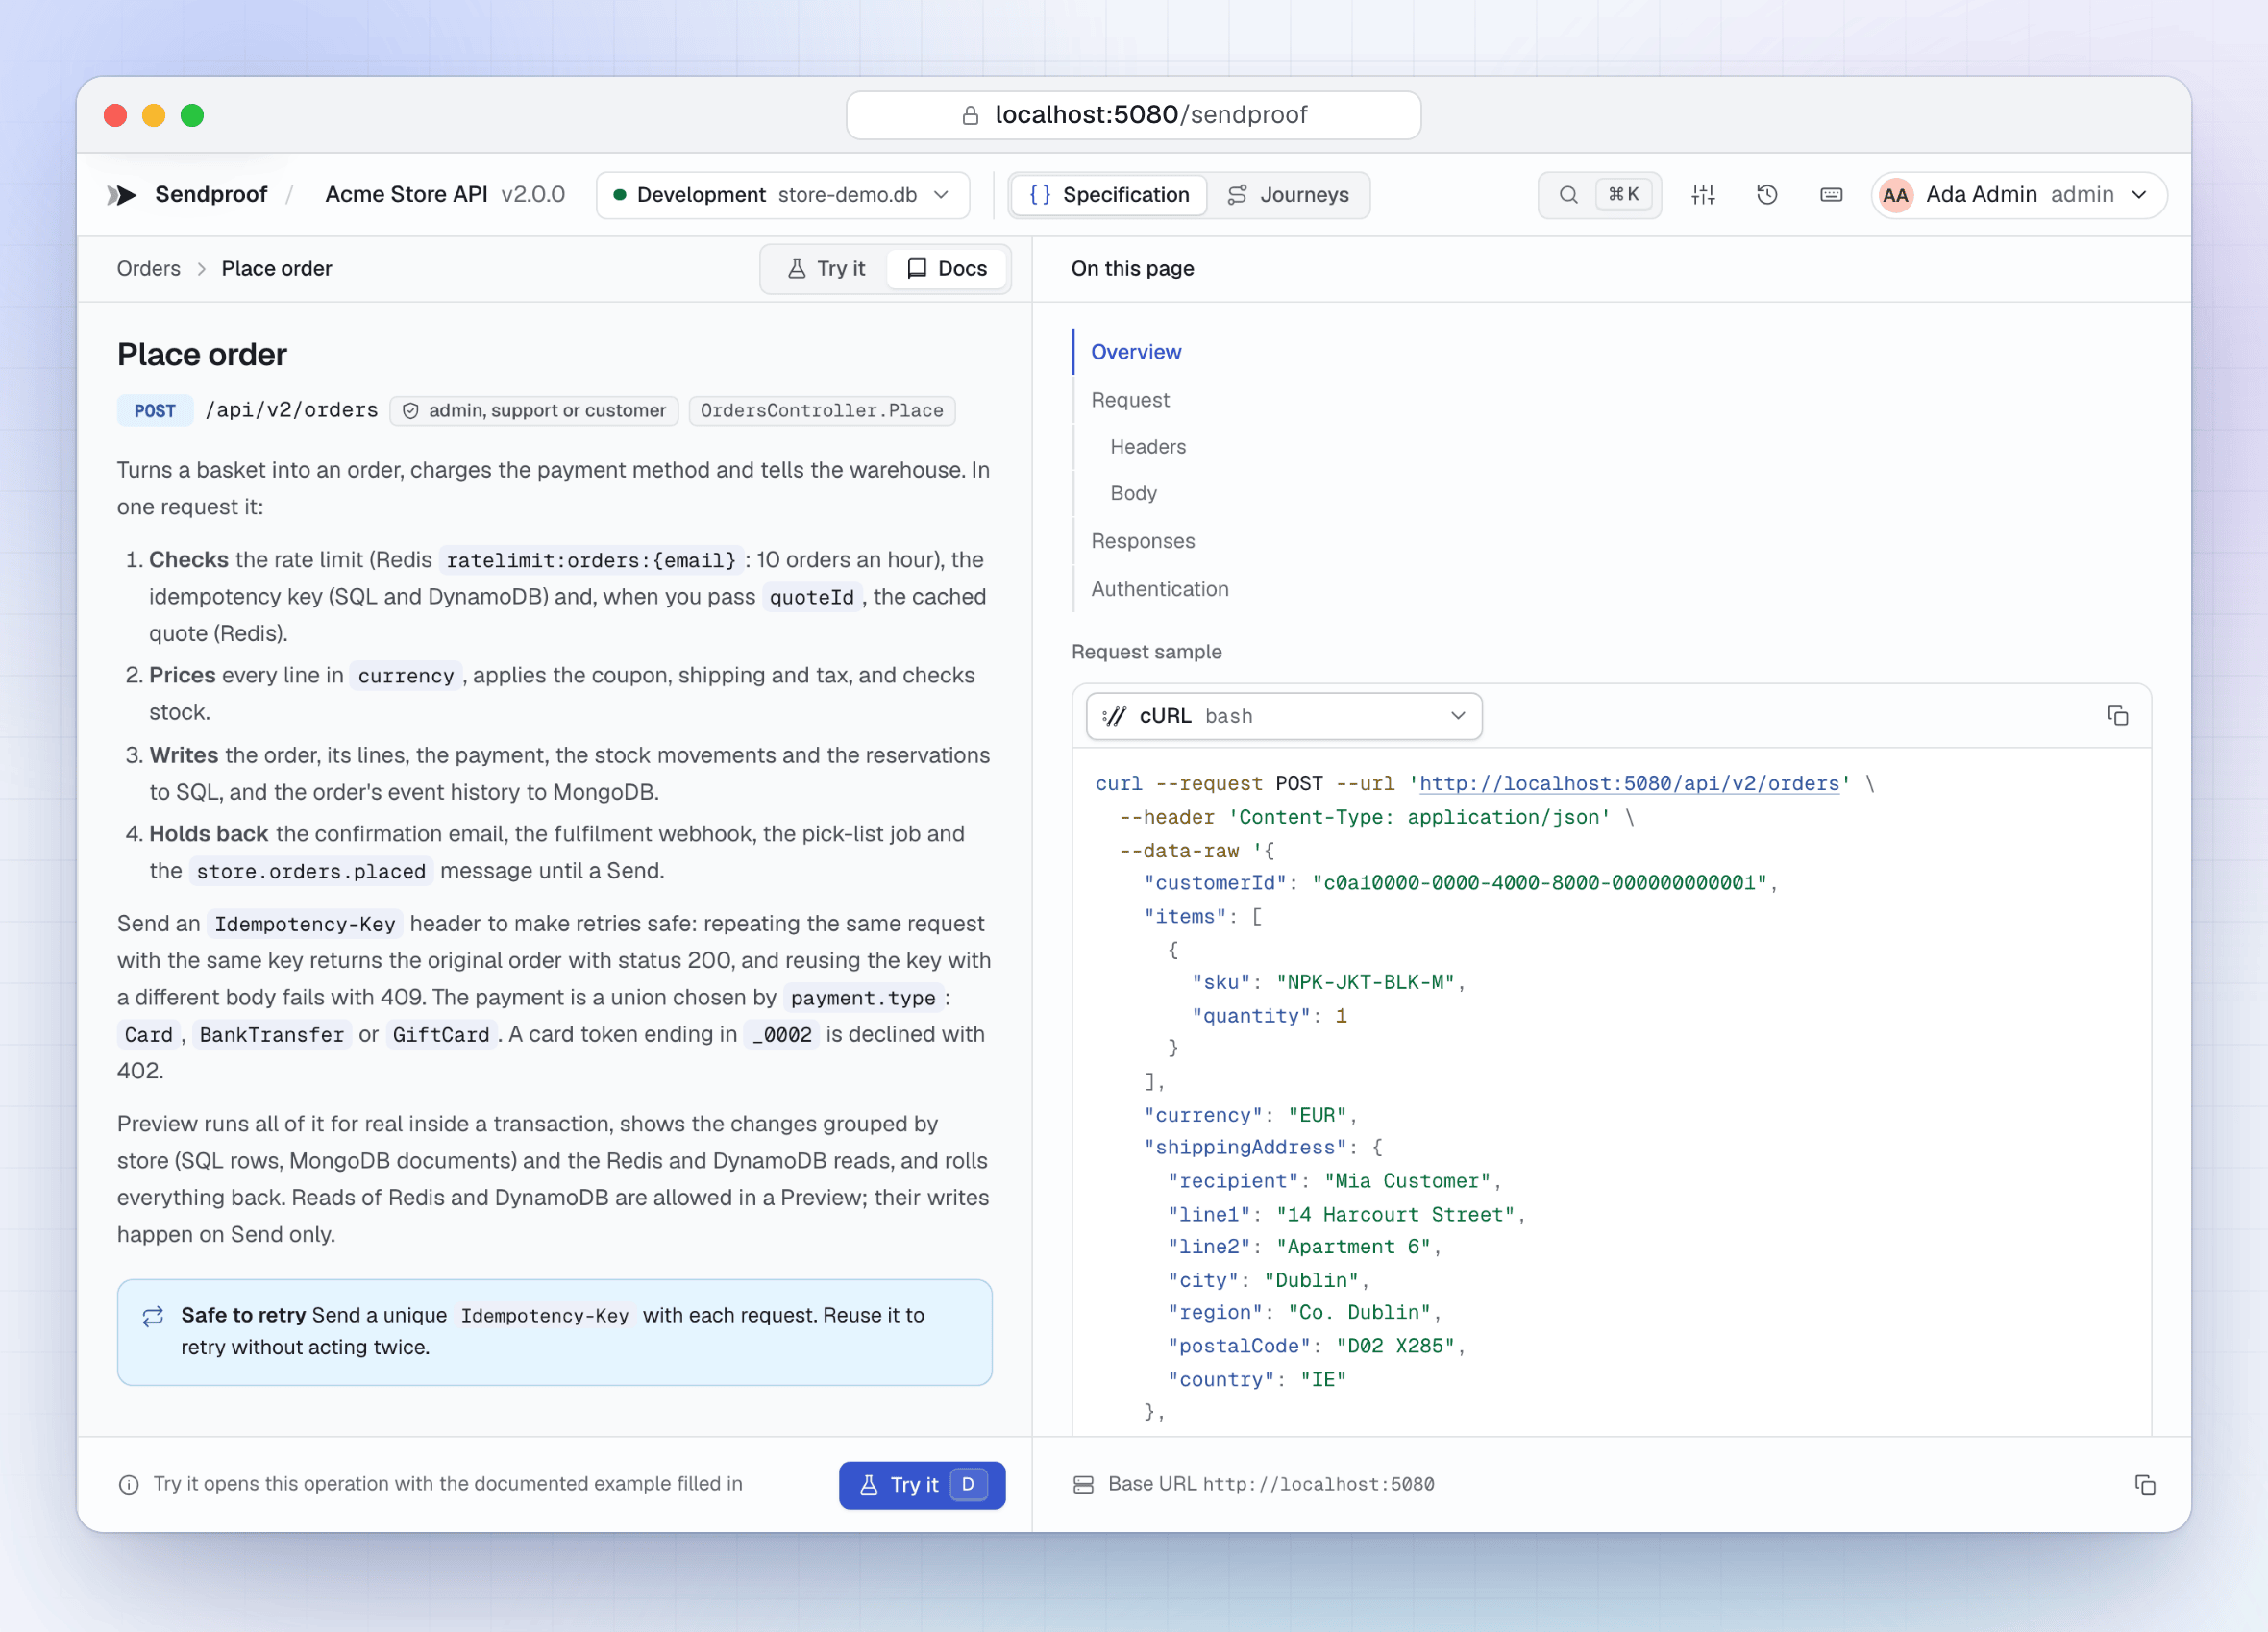 localhost:5080/sendproof
Sendproof / Acme Store API v2.0.0 Development store-demo.db {} Specification Journeys ⌘K AA Ada Admin admin
Orders > Place order Try it Docs
Place order
POST /api/v2/orders admin, support or customer OrdersController.Place
Turns a basket into an order, charges the payment method and tells the warehouse. In
one request it:
1. Checks the rate limit (Redis ratelimit:orders:{email}: 10 orders an hour), the
idempotency key (SQL and DynamoDB) and, when you pass quoteId, the cached
quote (Redis).
2. Prices every line in currency, applies the coupon, shipping and tax, and checks
stock.
3. Writes the order, its lines, the payment, the stock movements and the reservations
to SQL, and the order's event history to MongoDB.
4. Holds back the confirmation email, the fulfilment webhook, the pick-list job and
the store.orders.placed message until a Send.
Send an Idempotency-Key header to make retries safe: repeating the same request
with the same key returns the original order with status 200, and reusing the key with
a different body fails with 409. The payment is a union chosen by payment.type:
Card, BankTransfer or GiftCard. A card token ending in _0002 is declined with
402.
Preview runs all of it for real inside a transaction, shows the changes grouped by
store (SQL rows, MongoDB documents) and the Redis and DynamoDB reads, and rolls
everything back. Reads of Redis and DynamoDB are allowed in a Preview; their writes
happen on Send only.
Safe to retry Send a unique Idempotency-Key with each request. Reuse it to
retry without acting twice.
Try it opens this operation with the documented example filled in Try it D
On this page
Overview
Request
Headers
Body
Responses
Authentication
Request sample
cURL bash
curl --request POST --url 'http://localhost:5080/api/v2/orders' \
--header 'Content-Type: application/json' \
--data-raw '{
"customerId": "c0a10000-0000-4000-8000-000000000001",
"items": [
{
"sku": "NPK-JKT-BLK-M",
"quantity": 1
}
],
"currency": "EUR",
"shippingAddress": {
"recipient": "Mia Customer",
"line1": "14 Harcourt Street",
"line2": "Apartment 6",
"city": "Dublin",
"region": "Co. Dublin",
"postalCode": "D02 X285",
"country": "IE"
},
Base URL http://localhost:5080